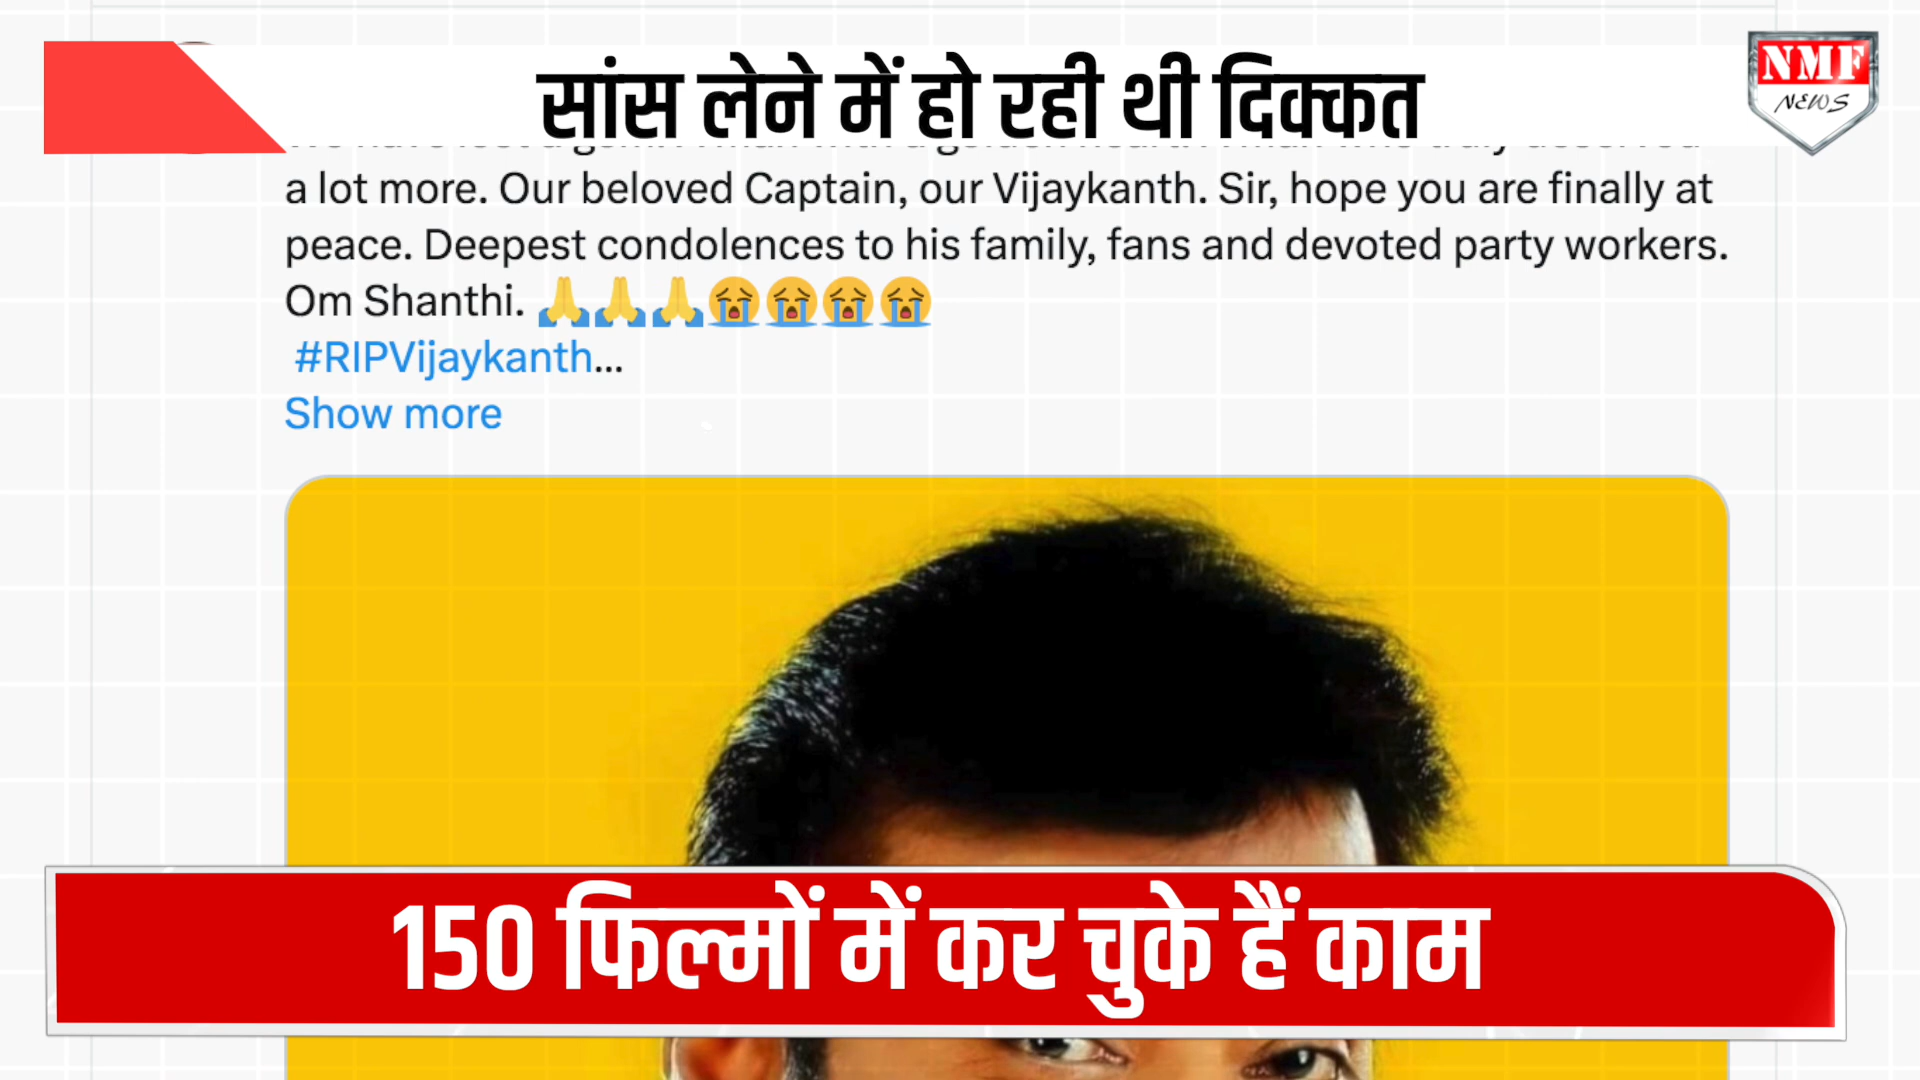 सांस लेने में हो रही थी दिक्कत
NMF
NEWS
a lot more. Our beloved Captain, our Vijaykanth. Sir, hope you are finally at
peace. Deepest condolences to his family, fans and devoted party workers.
Om Shanthi. 🙏🙏🙏😭😭😭😭
#RIPVijaykanth...
Show more
150 फिल्मों में कर चुके हैं काम